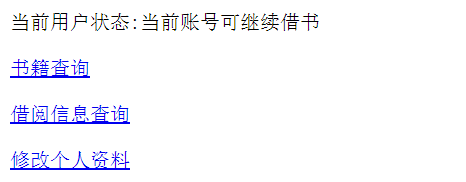 当前用户状态:当前账号可继续借书
书籍查询
借阅信息查询
修改个人资料